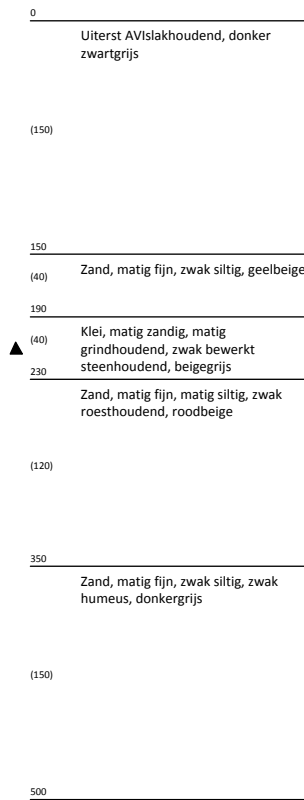 0
Uiterst AVIslakhoudend, donker
zwartgrijs
(150)
150
Zand, matig fijn, zwak siltig, geelbeige
(40)
190
Klei, matig zandig, matig
(40)
grindhoudend, zwak bewerkt
steenhoudend, beigegrijs
230
Zand, matig fijn, matig siltig, zwak
roesthoudend, roodbeige
(120)
350
Zand, matig fijn, zwak siltig, zwak
humeus, donkergrijs
(150)
500